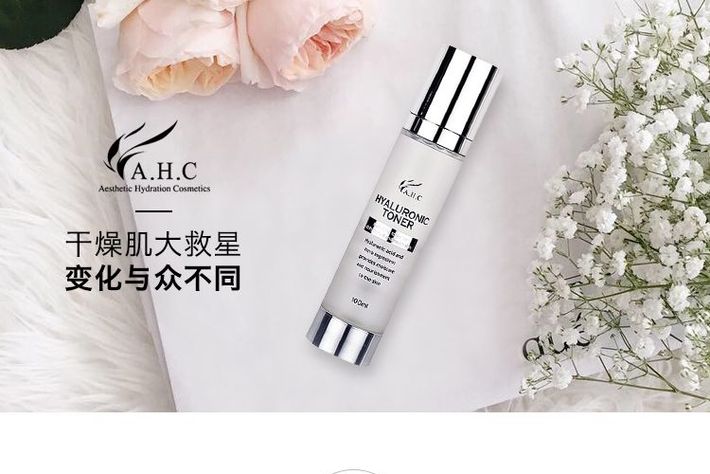 A.H.C
Aesthetic Hydration Cosmetics
干燥肌大救星
变化与众不同
A.H.C
HYALURONIC
TONER
Hyaluronic acid and
provides moisture
and nourishment
to the skin
100ml